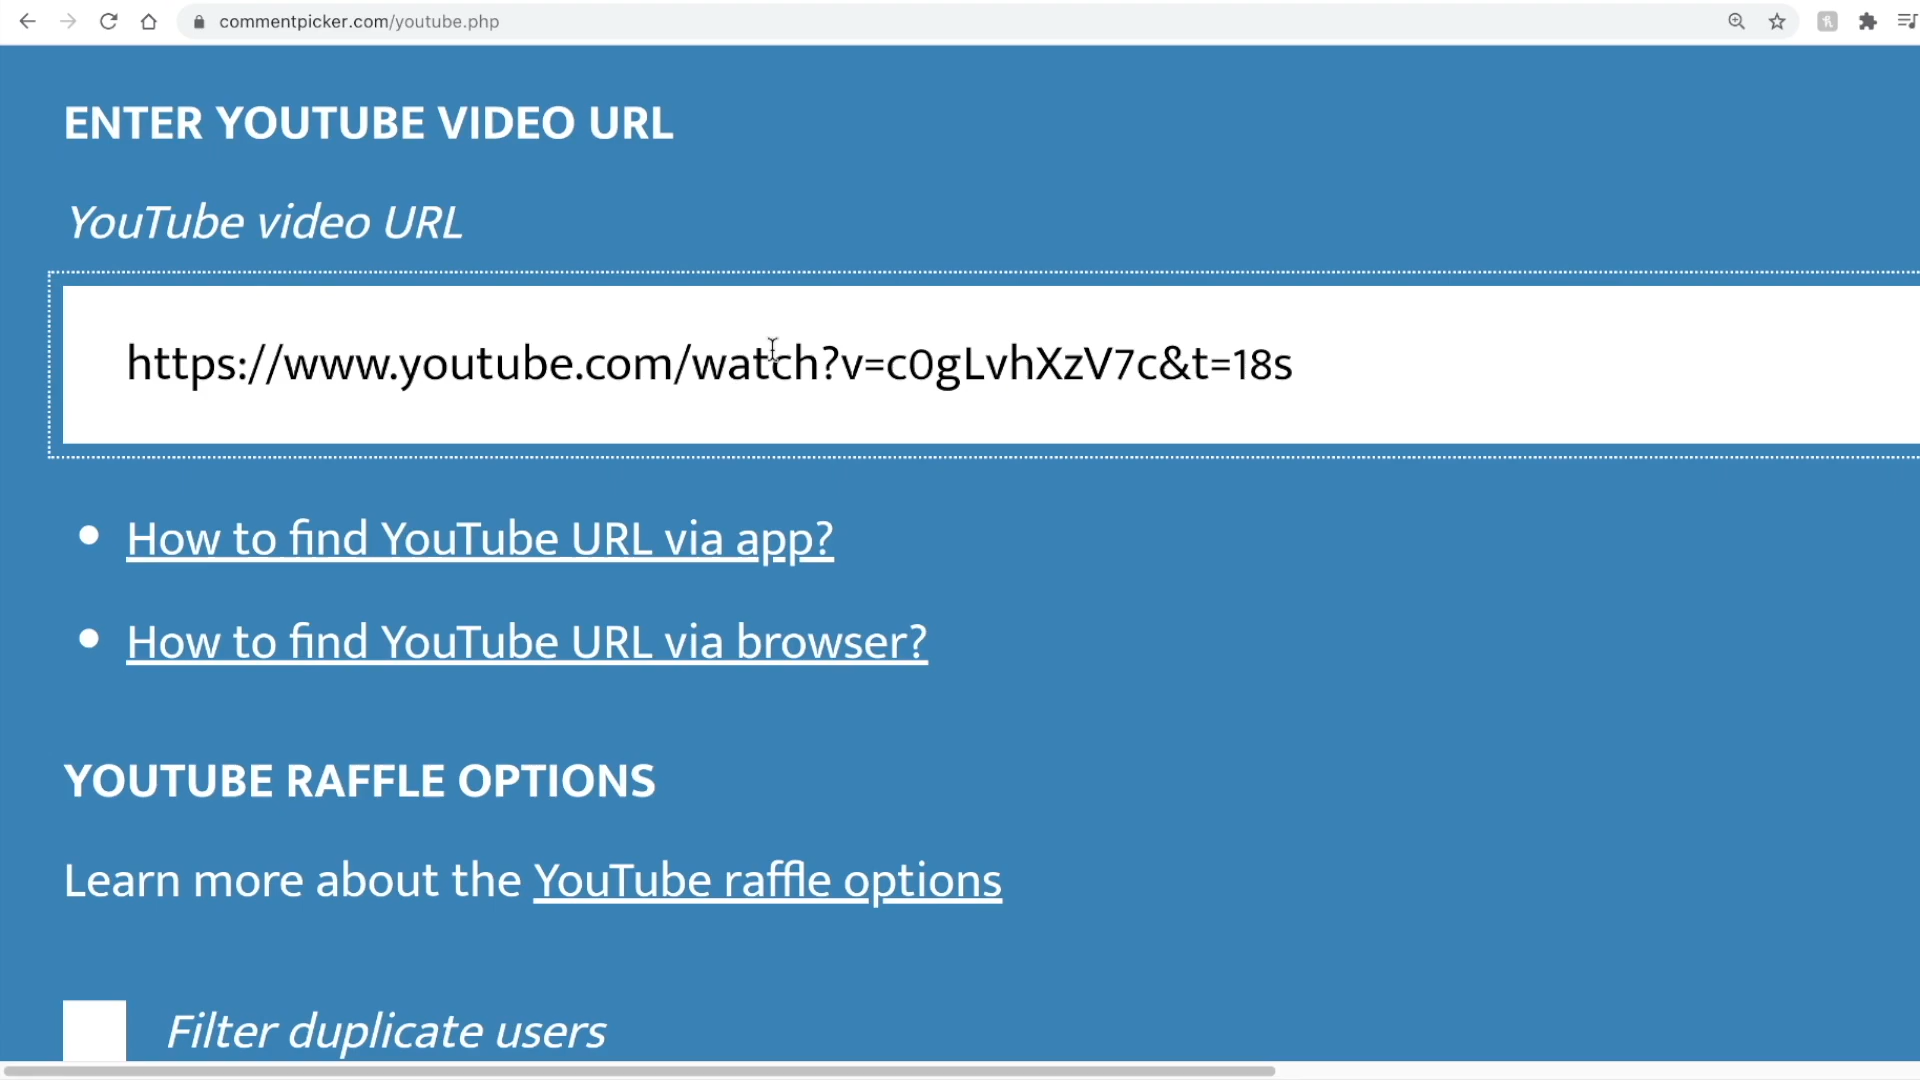 commentpicker.com/youtube.php
ENTER YOUTUBE VIDEO URL
YouTube video URL
https://www.youtube.com/watch?v=c0gLvhXzV7c&t=18s
How to find YouTube URL via app?
How to find YouTube URL via browser?
YOUTUBE RAFFLE OPTIONS
Learn more about the YouTube raffle options
Filter duplicate users